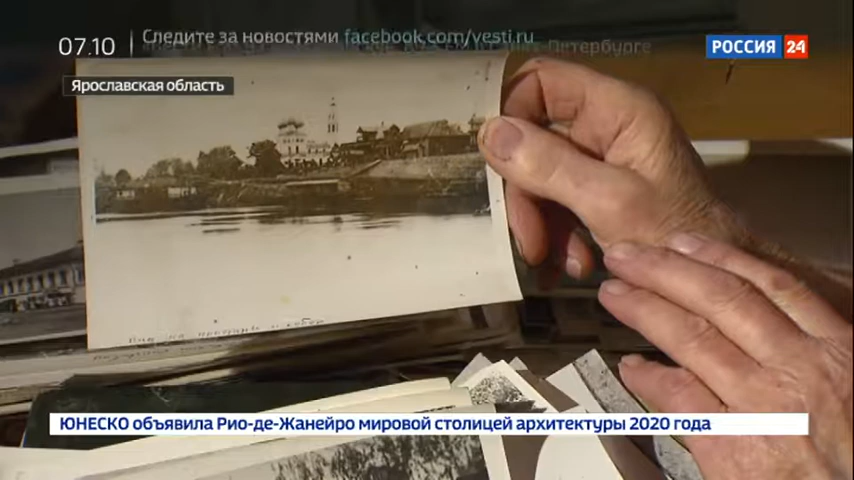 Следите за новостями facebook.com/vesti.ru
07.10
РОССИЯ 24
Ярославская область
ЮНЕСКО объявила Рио-де-Жанейро мировой столицей архитектуры 2020 года